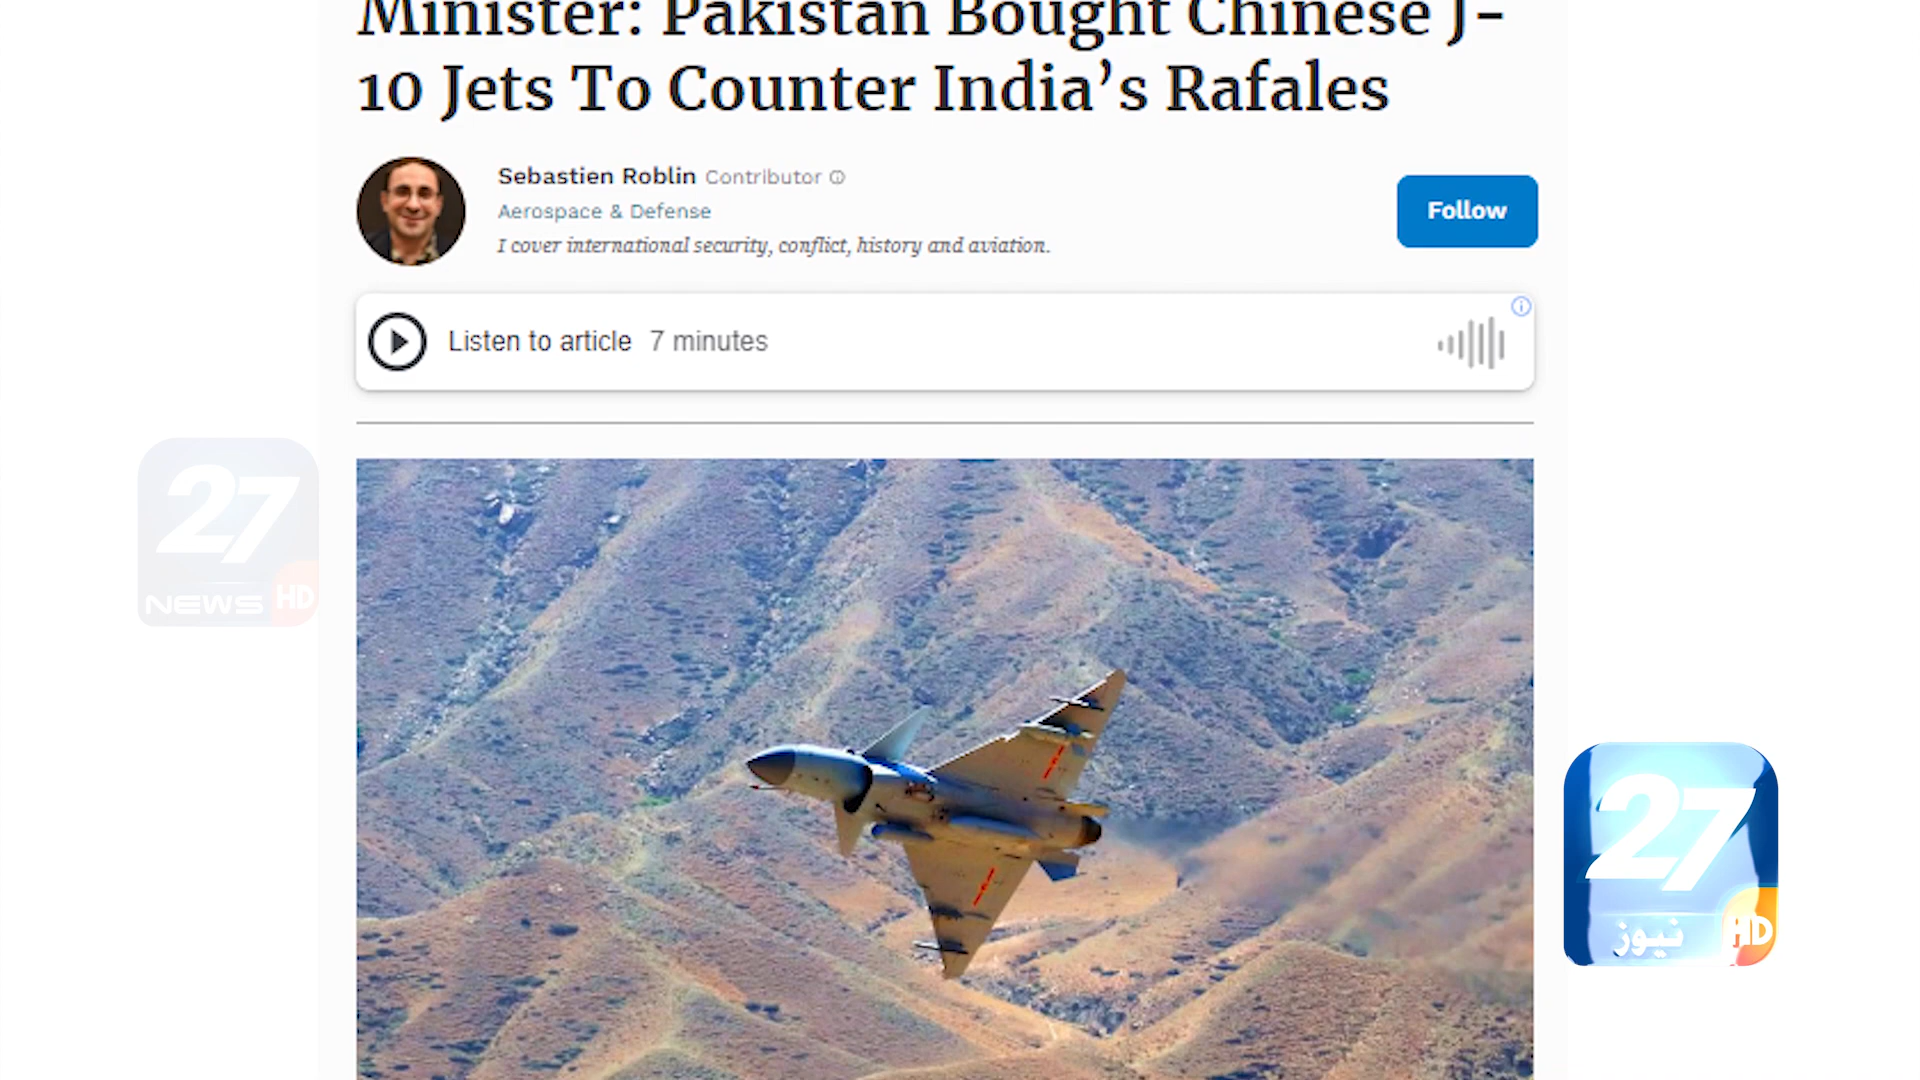 Minister: Pakistan Bought Chinese J-
10 Jets To Counter India’s Rafales
Sebastien Roblin Contributor
Aerospace & Defense
I cover international security, conflict, history and aviation.
Follow
Listen to article 7 minutes
27
NEWS HD
27
نیوز HD